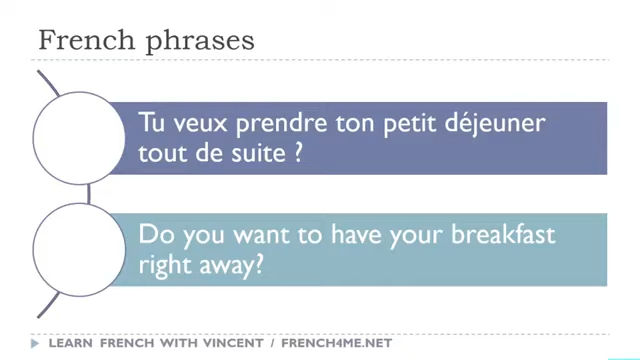 French phrases
Tu veux prendre ton petit déjeuner
tout de suite ?
Do you want to have your breakfast
right away?
LEARN FRENCH WITH VINCENT / FRENCH4ME.NET